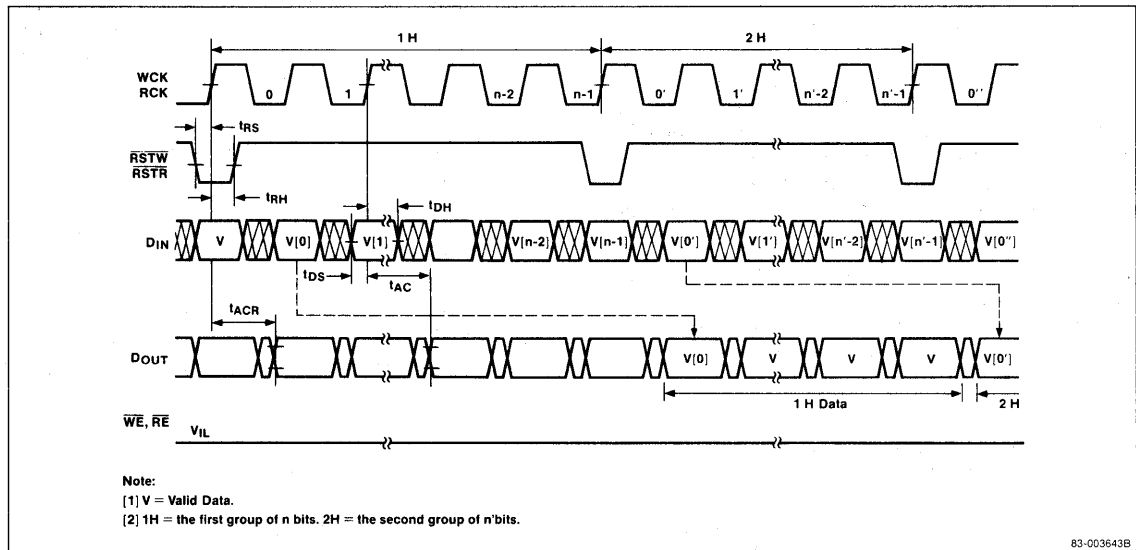 1 H 2 H
WCK
RCK
0 1 n-2 n-1 0' 1' n'-2 n'-1 0''
tRS
RSTW
RSTR
tRH tDH
DIN V V[0] V[1] V[n-2] V[n-1] V[0'] V[1'] V[n'-2] V[n'-1] V[0'']
tDS tAC
tACR
DOUT V[0] V V V V[0']
1 H Data 2 H
WE, RE
VIL
Note:
[1] V = Valid Data.
[2] 1H = the first group of n bits. 2H = the second group of n'bits.
83-003643B